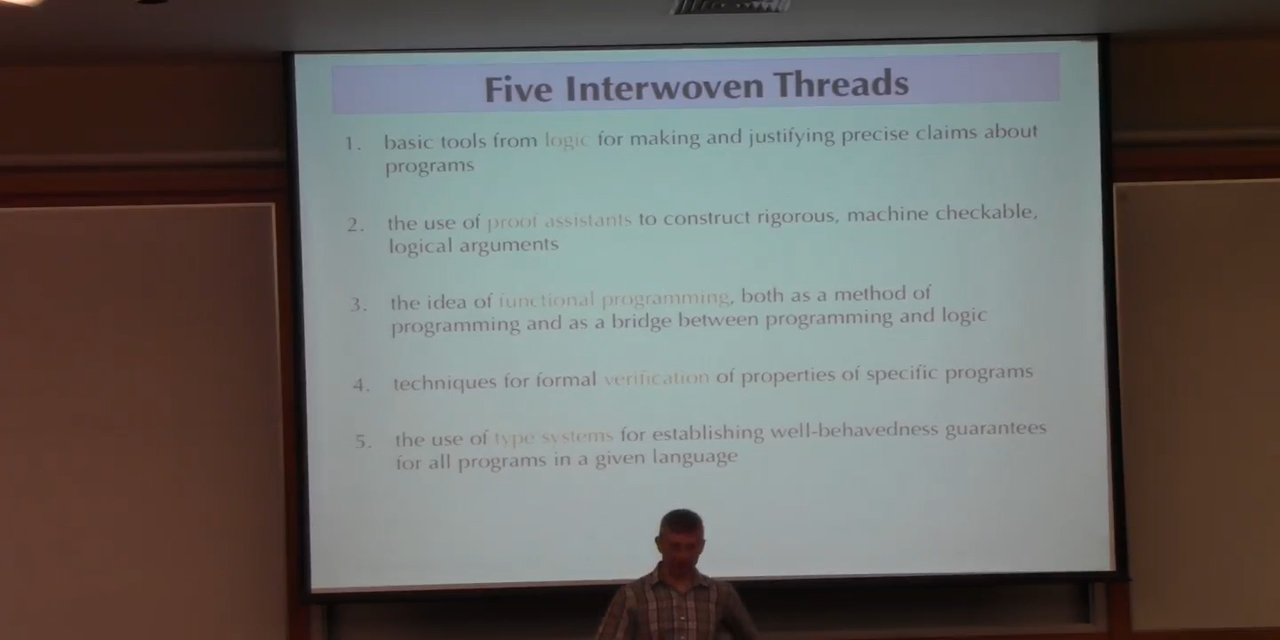 Five Interwoven Threads
1. basic tools from logic for making and justifying precise claims about
programs
2. the use of proof assistants to construct rigorous, machine checkable,
logical arguments
3. the idea of functional programming, both as a method of
programming and as a bridge between programming and logic
4. techniques for formal verification of properties of specific programs
5. the use of type systems for establishing well-behavedness guarantees
for all programs in a given language